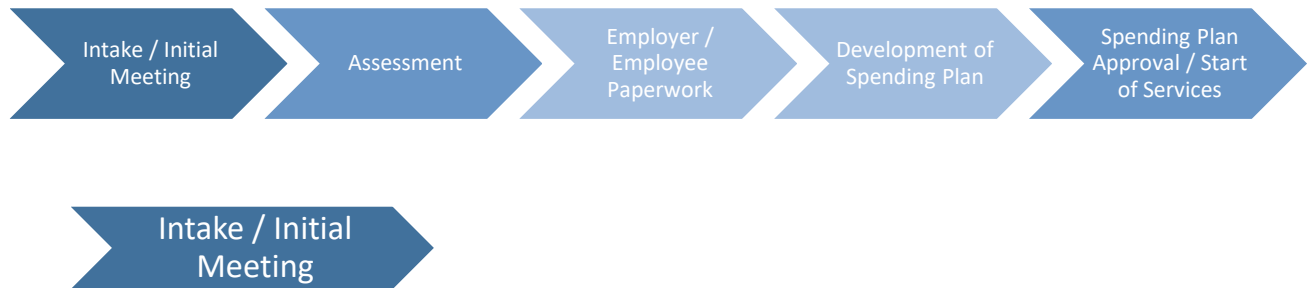 Intake / Initial
Meeting
Assessment
Employer /
Employee
Paperwork
Development of
Spending Plan
Spending Plan
Approval / Start
of Services
Intake / Initial
Meeting